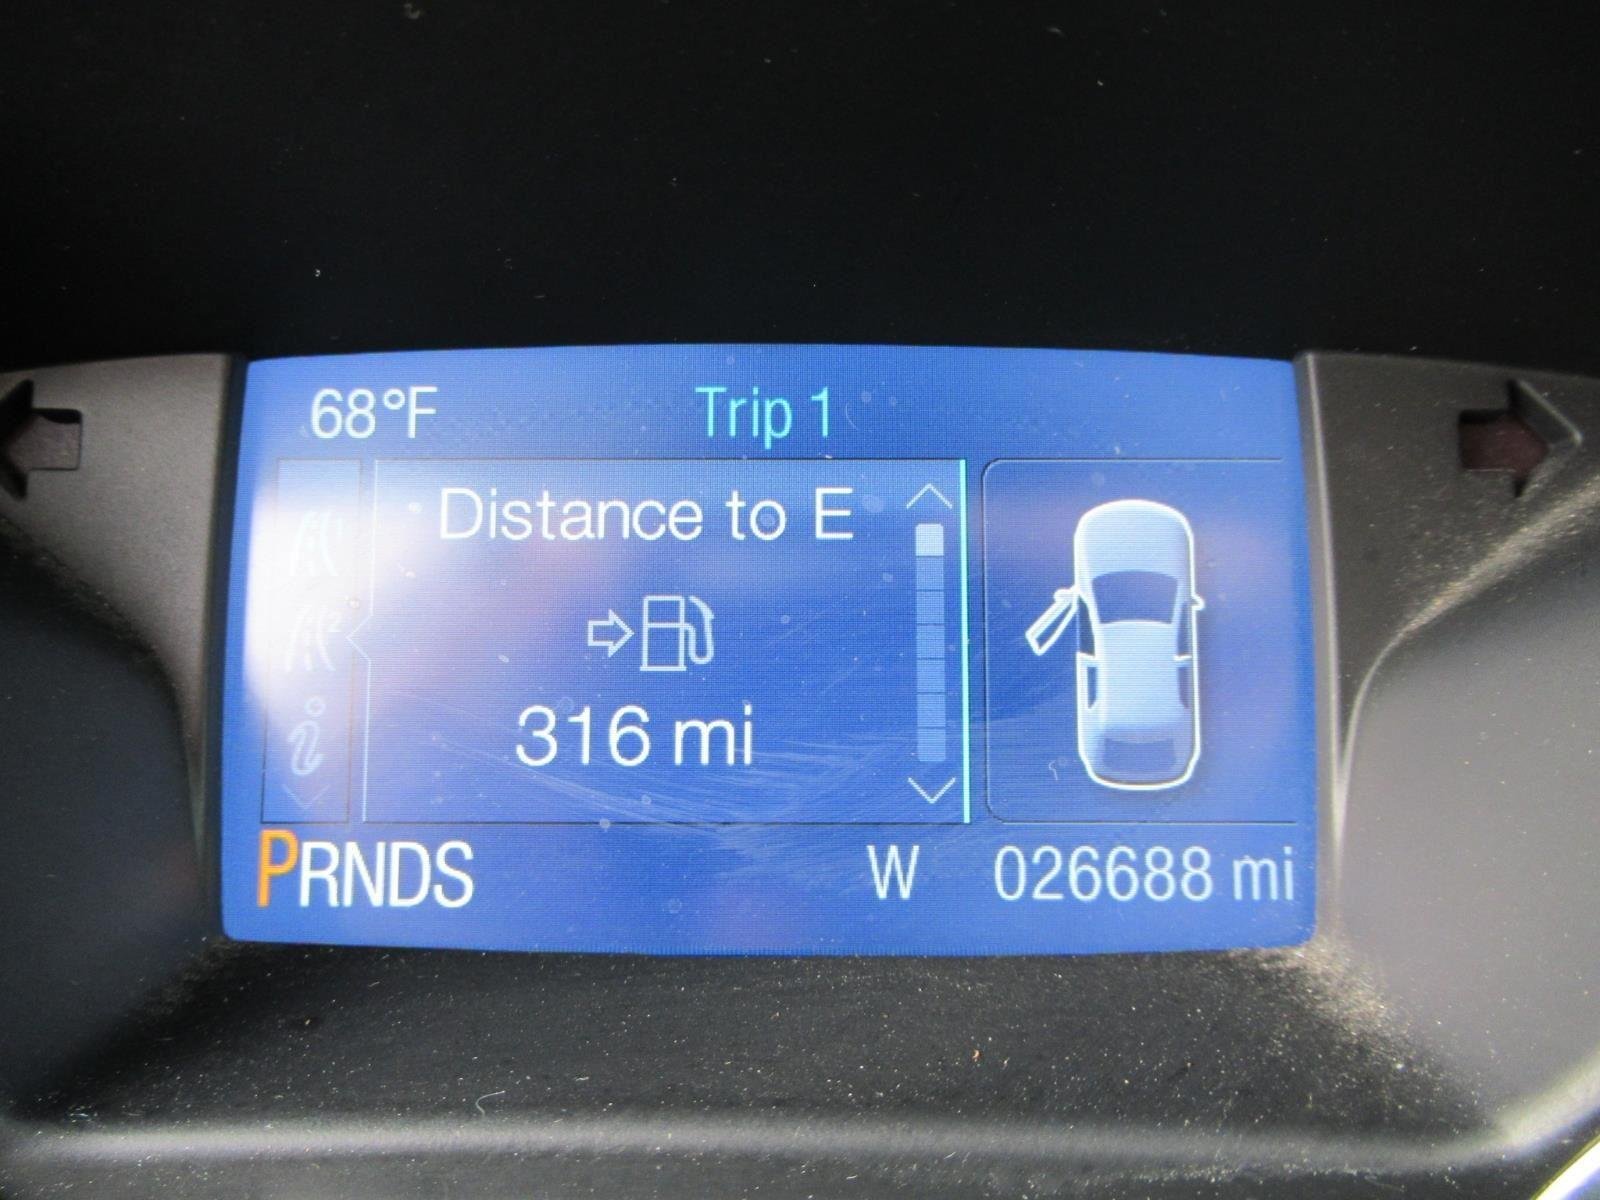 68°F Trip 1
Distance to E
316 mi
PRNDS W 026688 mi